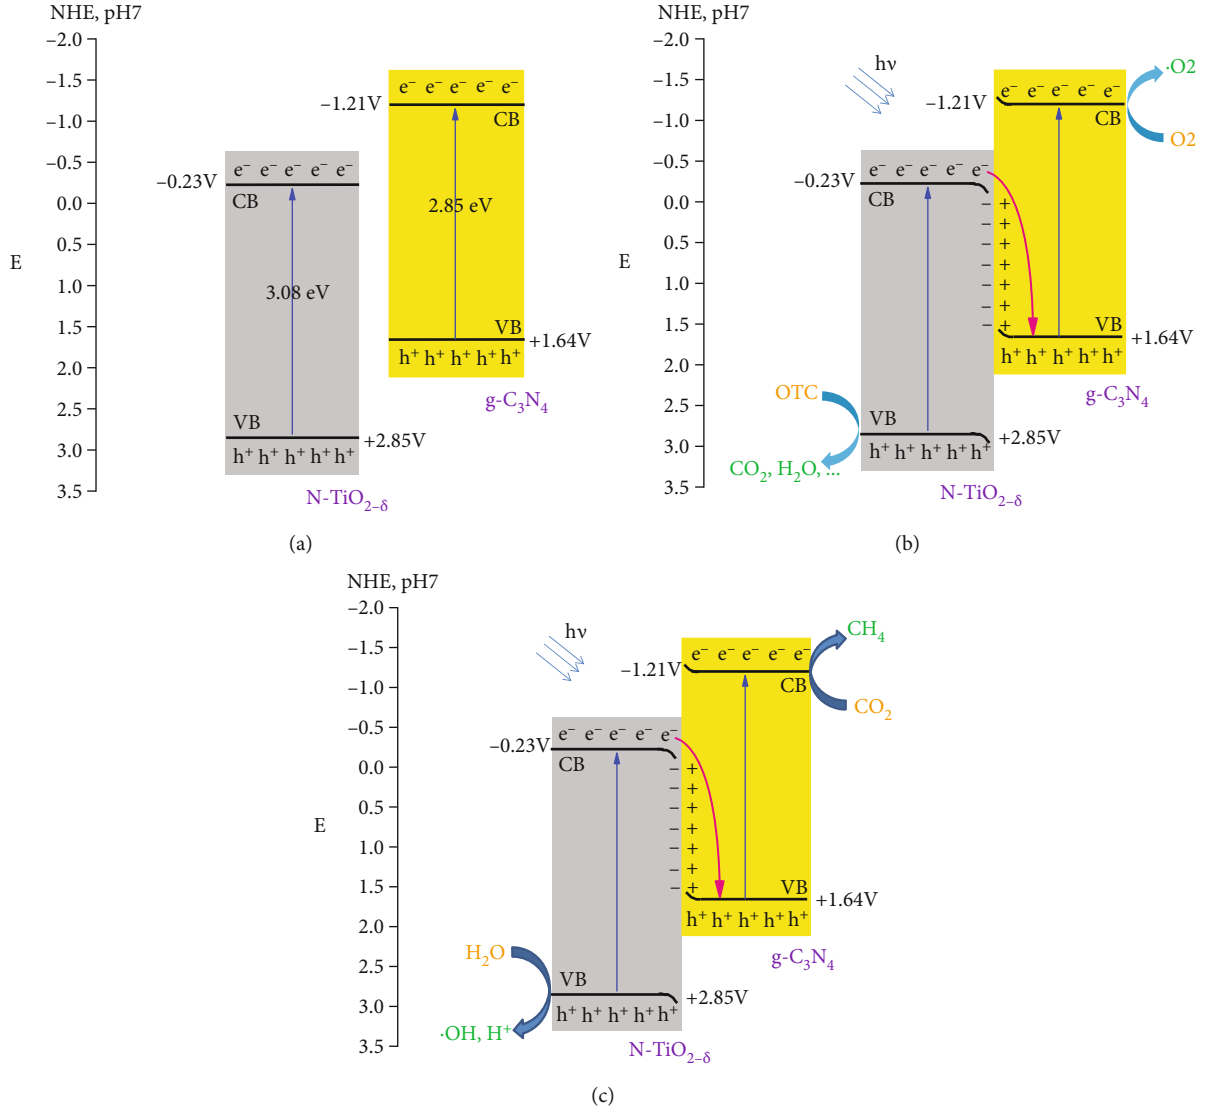 NHE, pH7
−2.0
−1.5
−1.0
−0.5
0.0
0.5
1.0
1.5
2.0
2.5
3.0
3.5
E
e⁻ e⁻ e⁻ e⁻ e⁻
−1.21V
CB
e⁻ e⁻ e⁻ e⁻ e⁻
−0.23V
CB
2.85 eV
3.08 eV
VB
+1.64V
h⁺ h⁺ h⁺ h⁺ h⁺
g-C₃N₄
VB
+2.85V
h⁺ h⁺ h⁺ h⁺ h⁺
N-TiO₂₋δ
(a)
NHE, pH7
−2.0
−1.5
−1.0
−0.5
0.0
0.5
1.0
1.5
2.0
2.5
3.0
3.5
E
hν
·O2
e⁻ e⁻ e⁻ e⁻ e⁻
−1.21V
CB
O2
e⁻ e⁻ e⁻ e⁻ e⁻
−0.23V
CB
− +
− +
− +
− +
− +
− +
− +
VB
+1.64V
h⁺ h⁺ h⁺ h⁺ h⁺
g-C₃N₄
OTC
VB
+2.85V
h⁺ h⁺ h⁺ h⁺ h⁺
CO₂, H₂O, ...
N-TiO₂₋δ
(b)
NHE, pH7
−2.0
−1.5
−1.0
−0.5
0.0
0.5
1.0
1.5
2.0
2.5
3.0
3.5
E
hν
CH₄
e⁻ e⁻ e⁻ e⁻ e⁻
−1.21V
CB
CO₂
e⁻ e⁻ e⁻ e⁻ e⁻
−0.23V
CB
− +
− +
− +
− +
− +
− +
− +
VB
+1.64V
h⁺ h⁺ h⁺ h⁺ h⁺
g-C₃N₄
H₂O
VB
+2.85V
h⁺ h⁺ h⁺ h⁺ h⁺
·OH, H⁺
N-TiO₂₋δ
(c)